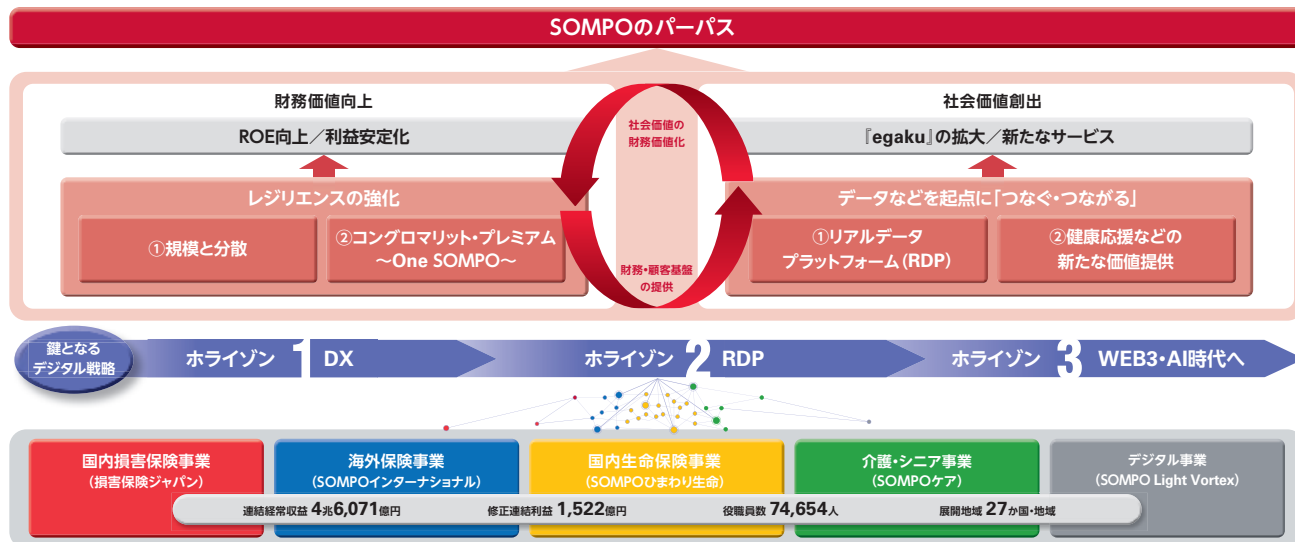 SOMPOのパーパス
財務価値向上
ROE向上／利益安定化
レジリエンスの強化
①規模と分散
②コングロマリット・プレミアム
～One SOMPO～
社会価値の
財務価値化
財務・顧客基盤
の提供
社会価値創出
『egaku』の拡大／新たなサービス
データなどを起点に「つなぐ・つながる」
①リアルデータ
プラットフォーム（RDP）
②健康応援などの
新たな価値提供
鍵となる
デジタル戦略
ホライゾン 1 DX
ホライゾン 2 RDP
ホライゾン 3 WEB3・AI時代へ
国内損害保険事業
（損害保険ジャパン）
海外保険事業
（SOMPOインターナショナル）
国内生命保険事業
（SOMPOひまわり生命）
介護・シニア事業
（SOMPOケア）
デジタル事業
（SOMPO Light Vortex）
連結経常収益 4兆6,071億円
修正連結利益 1,522億円
役職員数 74,654人
展開地域 27か国・地域